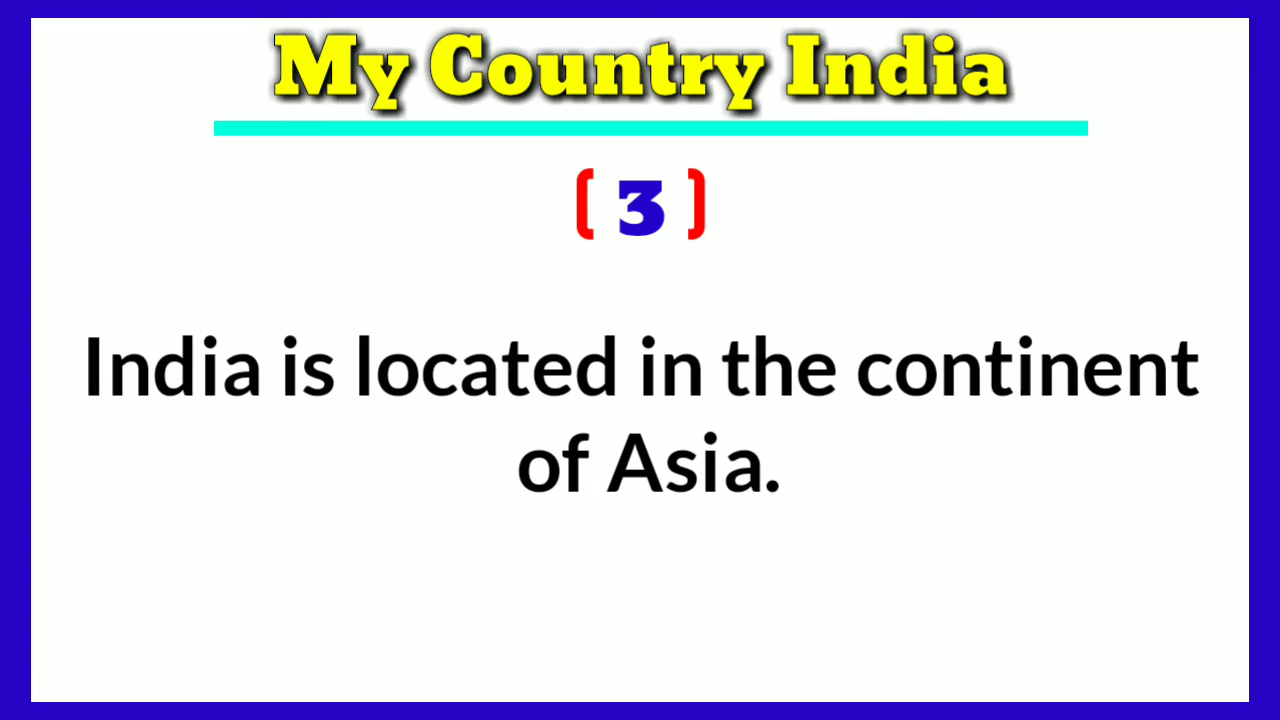 My Country India
( 3 )
India is located in the continent
of Asia.